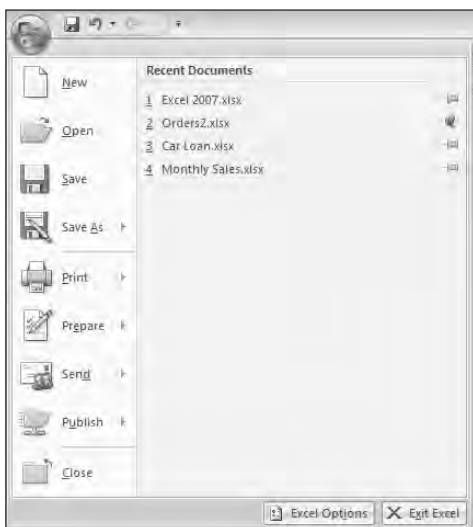 Recent Documents
New
1 Excel 2007.xlsx
2 Orders2.xlsx
Open
3 Car Loan.xlsx
4 Monthly Sales.xlsx
Save
Save As
Print
Prepare
Send
Publish
Close
Excel Options
Exit Excel